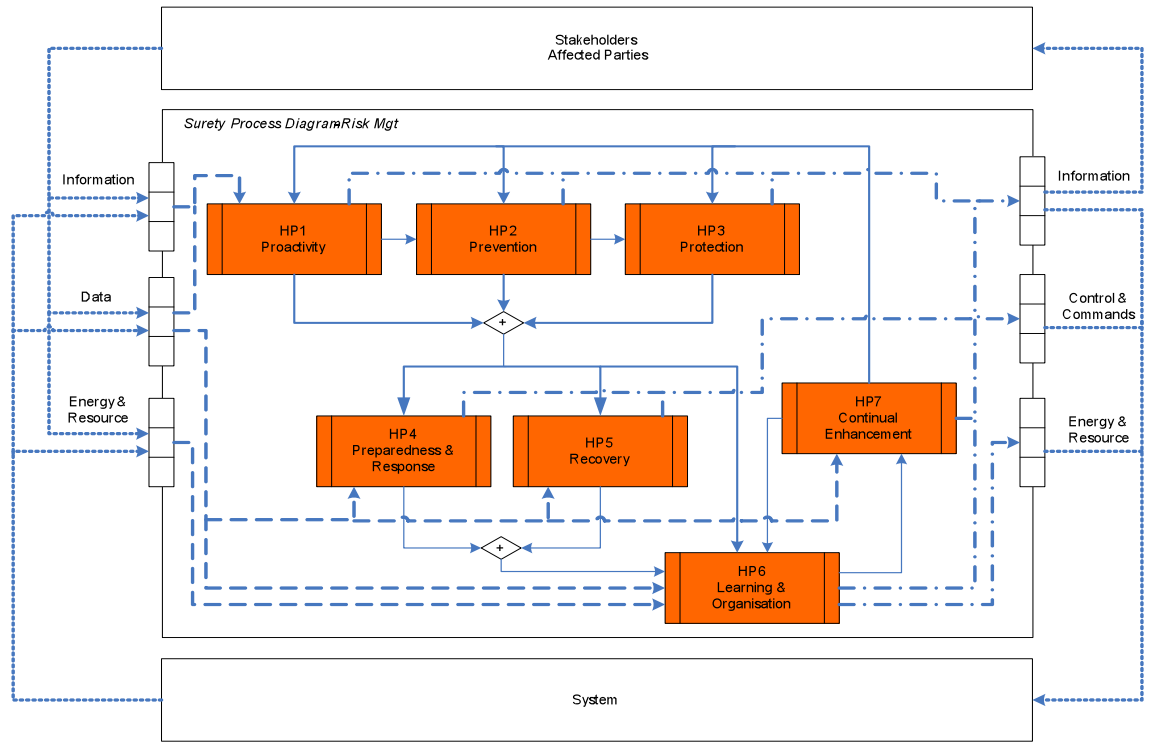 Stakeholders
Affected Parties
Surety Process Diagram-Risk Mgt
Information
Information
HP1
Proactivity
HP2
Prevention
HP3
Protection
Data
Control &
Commands
+
Energy &
Resource
HP4
Preparedness &
Response
HP5
Recovery
HP7
Continual
Enhancement
Energy &
Resource
+
HP6
Learning &
Organisation
System